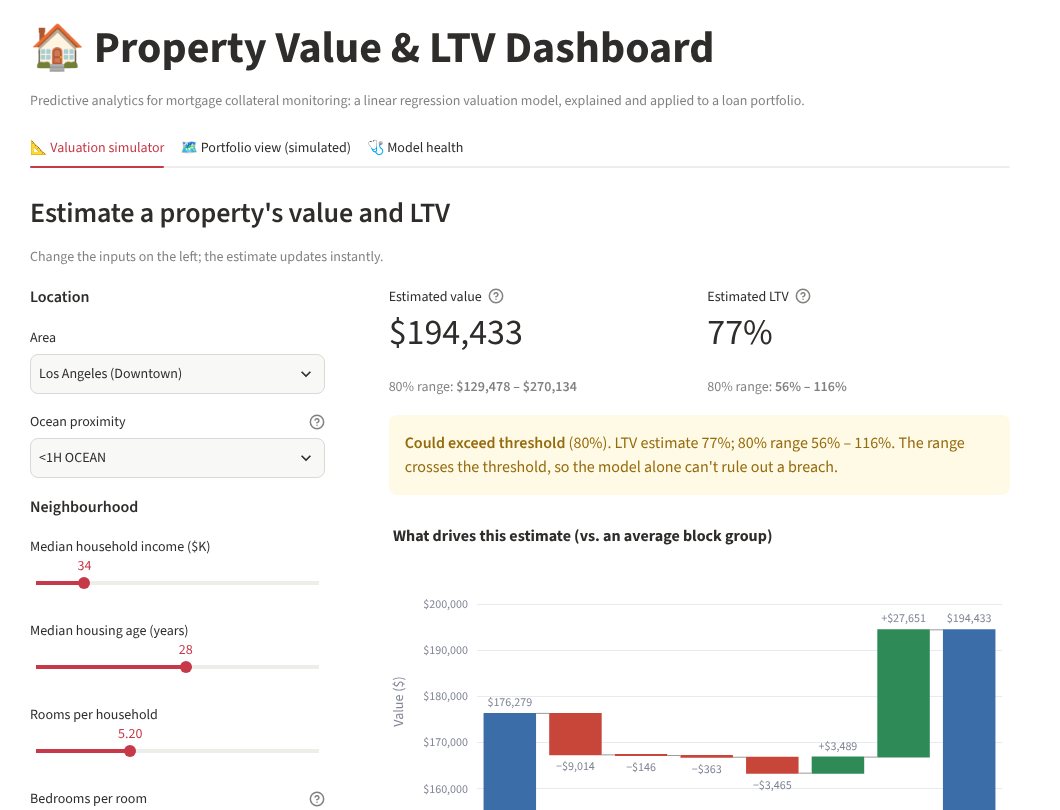 🏠 Property Value & LTV Dashboard
Predictive analytics for mortgage collateral monitoring: a linear regression valuation model, explained and applied to a loan portfolio.
📐 Valuation simulator 🗺️ Portfolio view (simulated) 🩺 Model health
Estimate a property's value and LTV
Change the inputs on the left; the estimate updates instantly.
Location
Area
Los Angeles (Downtown)
Ocean proximity
<1H OCEAN
Neighbourhood
Median household income ($K)
34
Median housing age (years)
28
Rooms per household
5.20
Bedrooms per room
Estimated value
$194,433
80% range: $129,478 – $270,134
Estimated LTV
77%
80% range: 56% – 116%
Could exceed threshold (80%). LTV estimate 77%; 80% range 56% – 116%. The range
crosses the threshold, so the model alone can't rule out a breach.
What drives this estimate (vs. an average block group)
Value ($)
$200,000
$190,000
$180,000
$170,000
$160,000
$176,279
−$9,014
−$146
−$363
−$3,465
+$3,489
+$27,651
$194,433